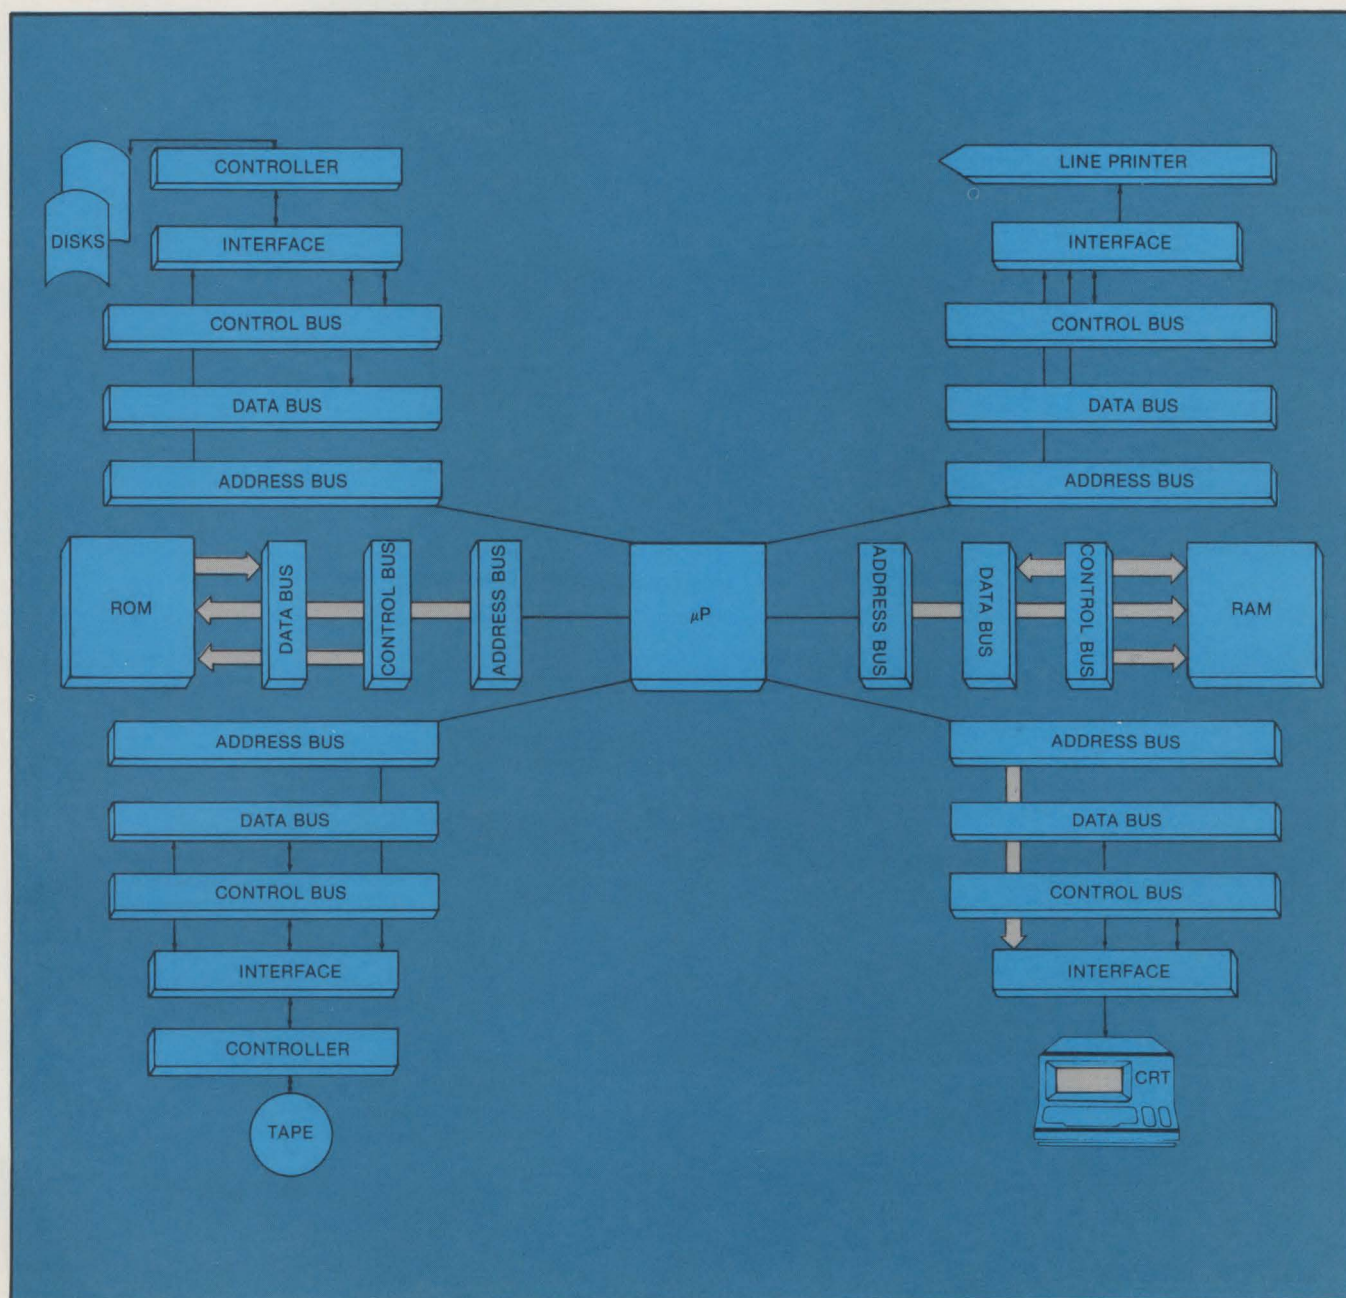 CONTROLLER
DISKS
INTERFACE
CONTROL BUS
DATA BUS
ADDRESS BUS
LINE PRINTER
INTERFACE
CONTROL BUS
DATA BUS
ADDRESS BUS
ROM
DATA BUS
CONTROL BUS
ADDRESS BUS
μP
ADDRESS BUS
DATA BUS
CONTROL BUS
RAM
ADDRESS BUS
DATA BUS
CONTROL BUS
INTERFACE
CONTROLLER
TAPE
ADDRESS BUS
DATA BUS
CONTROL BUS
INTERFACE
CRT